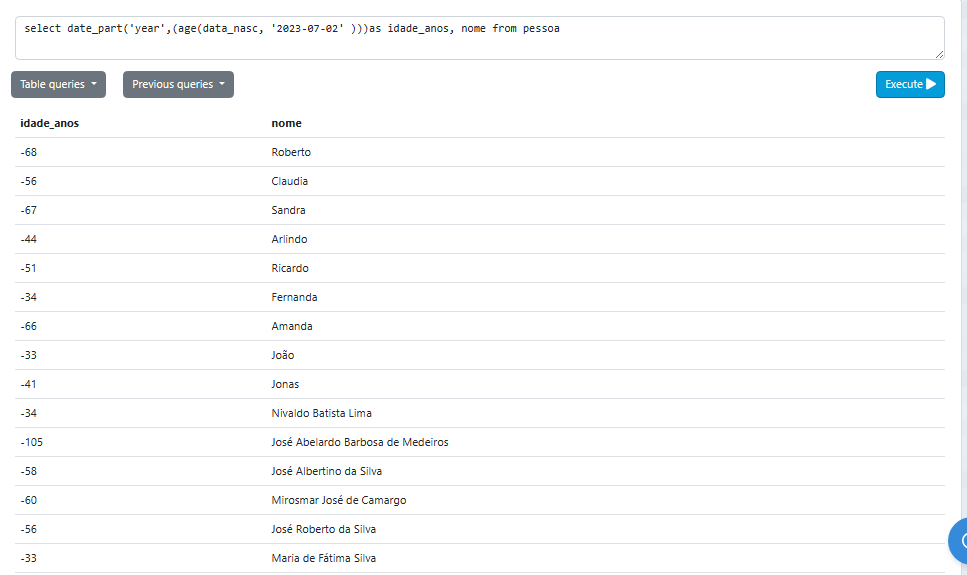 select date_part('year',(age(data_nasc, '2023-07-02' )))as idade_anos, nome from pessoa
Table queries Previous queries Execute
idade_anos nome
-68 Roberto
-56 Claudia
-67 Sandra
-44 Arlindo
-51 Ricardo
-34 Fernanda
-66 Amanda
-33 João
-41 Jonas
-34 Nivaldo Batista Lima
-105 José Abelardo Barbosa de Medeiros
-58 José Albertino da Silva
-60 Mirosmar José de Camargo
-56 José Roberto da Silva
-33 Maria de Fátima Silva